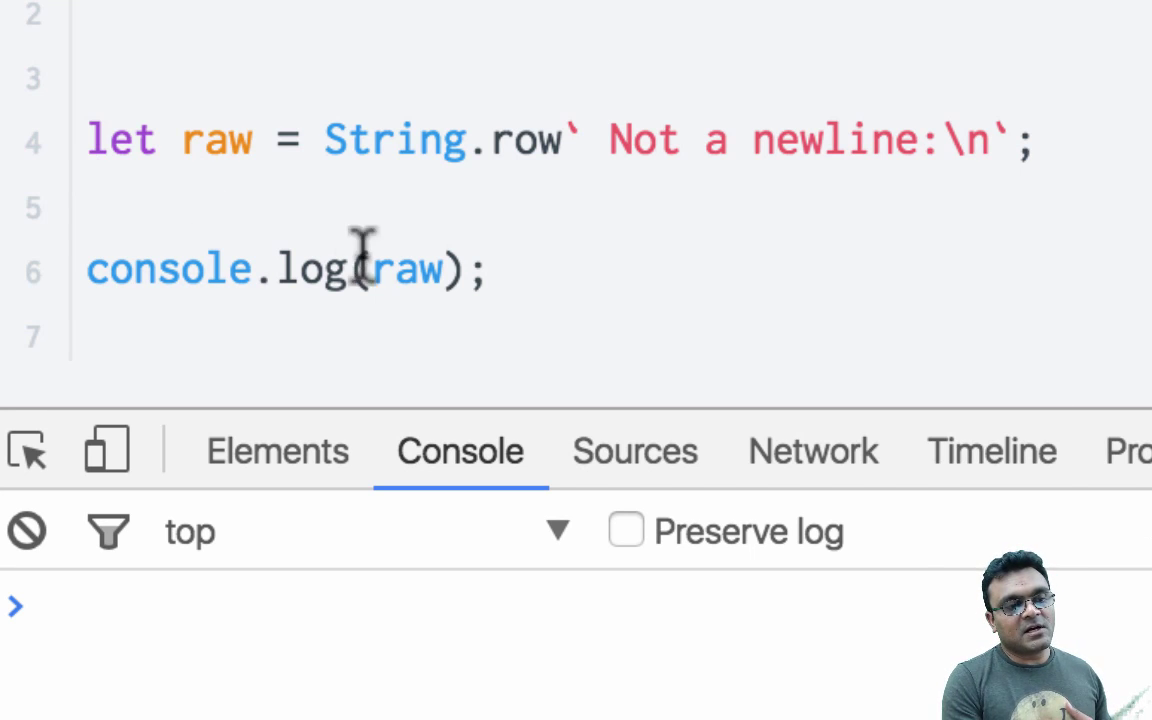 2
3
4 let raw = String.row` Not a newline:\n`;
5
6 console.log(raw);
7
Elements Console Sources Network Timeline Pro
top ▼ Preserve log
>